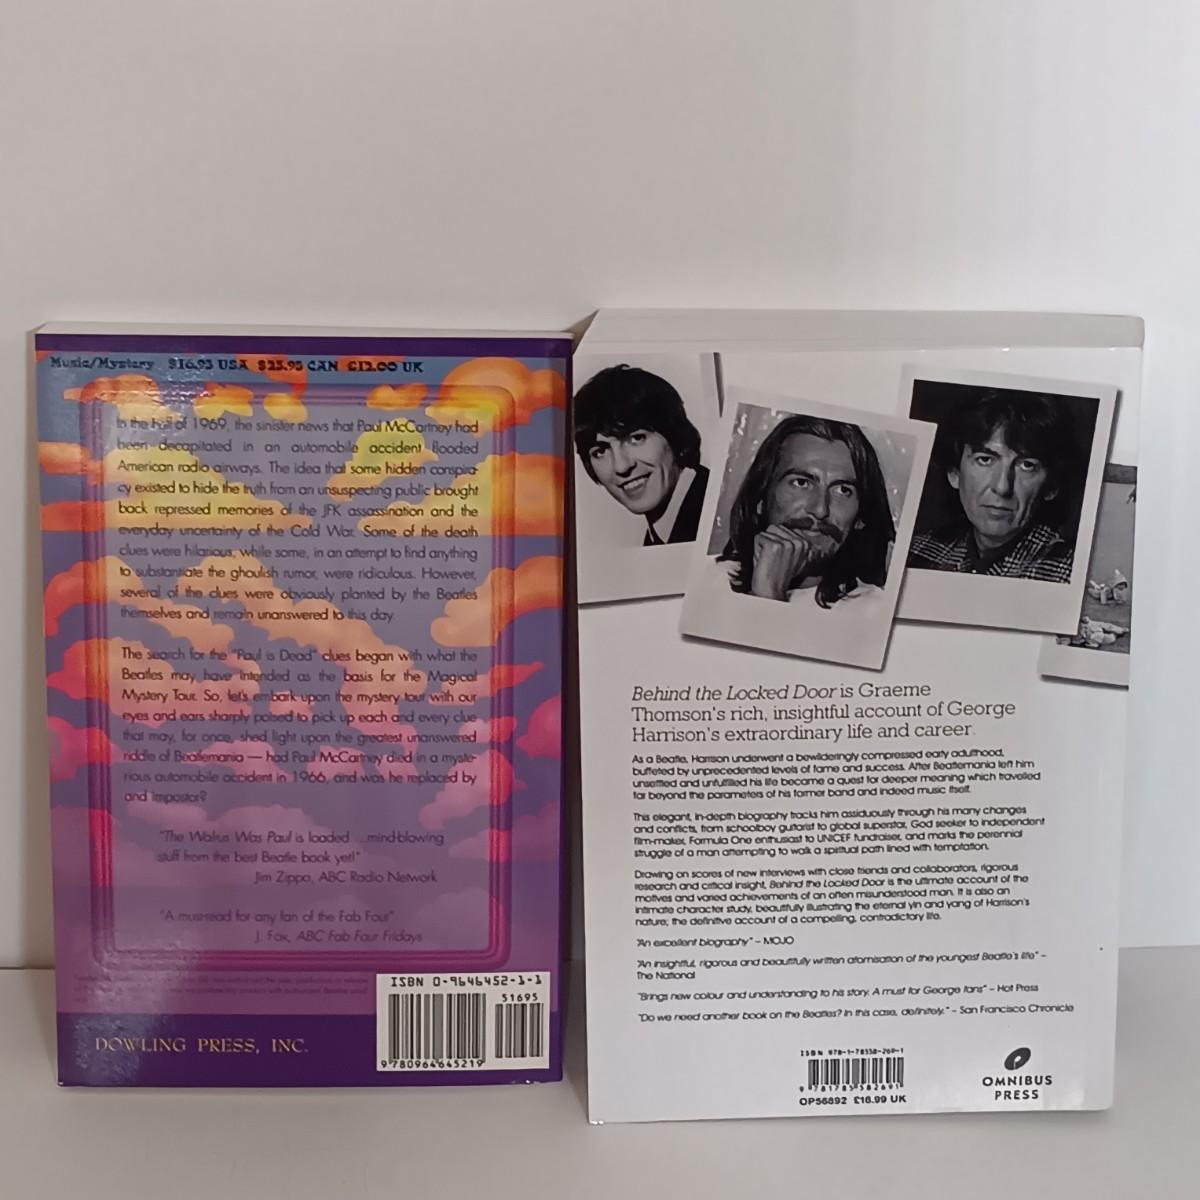 Music/Mystery $16.95 USA $25.95 CAN £12.00 UK
In the fall of 1969, the sinister news that Paul McCartney had
been decapitated in an automobile accident flooded
American radio airways. The idea that some hidden conspira-
cy existed to hide the truth from an unsuspecting public brought
back repressed memories of the JFK assassination and the
everyday uncertainty of the Cold War. Some of the death
clues were hilarious, while some, in an attempt to find anything
to substantiate the ghoulish rumor, were ridiculous. However,
several of the clues were obviously planted by the Beatles
themselves and remain unanswered to this day.
The search for the "Paul is Dead" clues began with what the
Beatles may have intended as the basis for the Magical
Mystery Tour. So, let's embark upon the mystery tour with our
eyes and ears sharply poised to pick up each and every clue
that may, for once, shed light upon the greatest unanswered
riddle of Beatlemania — had Paul McCartney died in a myste-
rious automobile accident in 1966, and was he replaced by
and impostor?
"The Walrus Was Paul is loaded ...mind-blowing
stuff from the best Beatle book yet!"
Jim Zippo, ABC Radio Network
"A must-read for any fan of the Fab Four"
J. Fox, ABC Fab Four Fridays
ISBN 0-9646452-1-1
51695
9 780964 645219
DOWLING PRESS, INC.
Behind the Locked Door is Graeme
Thomson's rich, insightful account of George
Harrison's extraordinary life and career.
As a Beatle, Harrison underwent a bewilderingly compressed early adulthood,
buffeted by unprecedented levels of fame and success. After Beatlemania left him
unsettled and unfulfilled his life became a quest for deeper meaning which travelled
far beyond the parameters of his former band and indeed music itself.
This elegant, in-depth biography tracks him assiduously through his many changes
and conflicts, from schoolboy guitarist to global superstar, God seeker to independent
film-maker, Formula One enthusiast to UNICEF fundraiser, and marks the perennial
struggle of a man attempting to walk a spiritual path lined with temptation.
Drawing on scores of new interviews with close friends and collaborators, rigorous
research and critical insight, Behind the Locked Door is the ultimate account of the
motives and varied achievements of an often misunderstood man. It is also an
intimate character study, beautifully illustrating the eternal yin and yang of Harrison's
nature; the definitive account of a compelling, contradictory life.
"An excellent biography" – MOJO
"An insightful, rigorous and beautifully written atomisation of the youngest Beatle's life" –
The National
"Brings new colour and understanding to his story. A must for George fans" – Hot Press
"Do we need another book on the Beatles? In this case, definitely." – San Francisco Chronicle
ISBN 978-1-78558-269-1
9 781785 582691
OP56892 £16.99 UK
OMNIBUS
PRESS